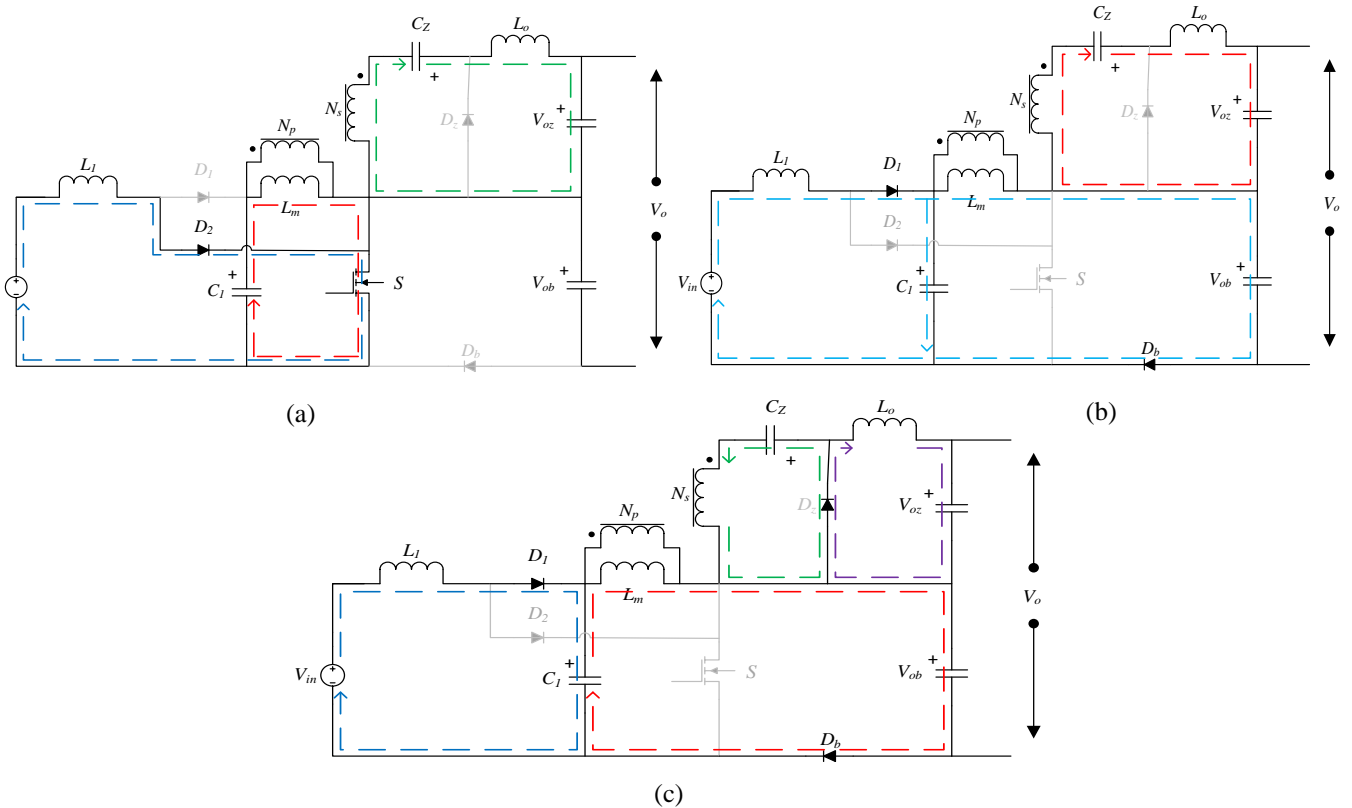 C_Z L_o
+
N_s D_z V_oz +
N_p
L_1 D_1
L_m
D_2 V_o
+ C_1 S V_ob +
D_b
(a)
C_Z L_o
+
N_s D_z V_oz +
N_p
L_1 D_1
L_m
D_2 V_o
V_in + C_1 S V_ob +
D_b
(b)
C_Z L_o
+
N_s D_z V_oz +
N_p
L_1 D_1
L_m
D_2 V_o
V_in C_1 + S V_ob +
D_b
(c)